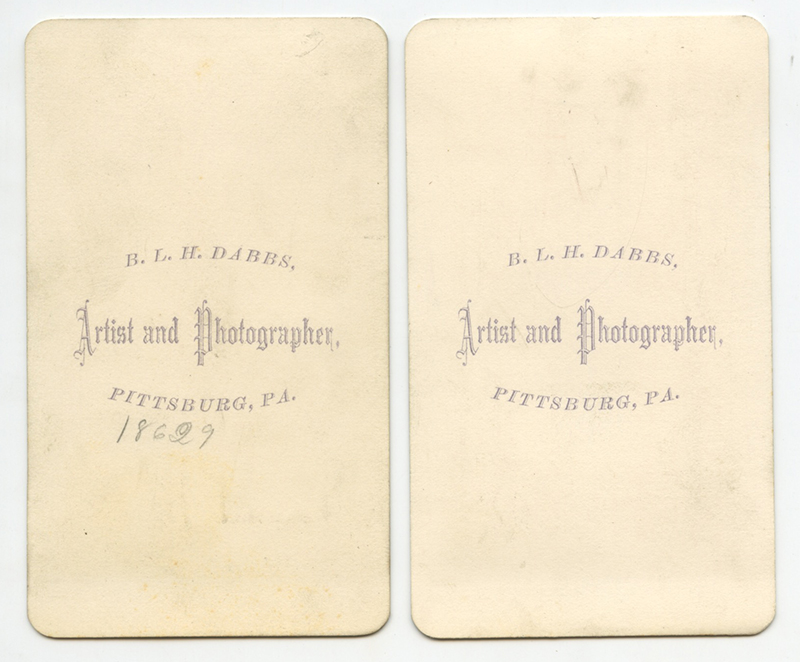 B. L. H. DABBS,
Artist and Photographer,
PITTSBURG, PA.
18629
B. L. H. DABBS,
Artist and Photographer,
PITTSBURG, PA.